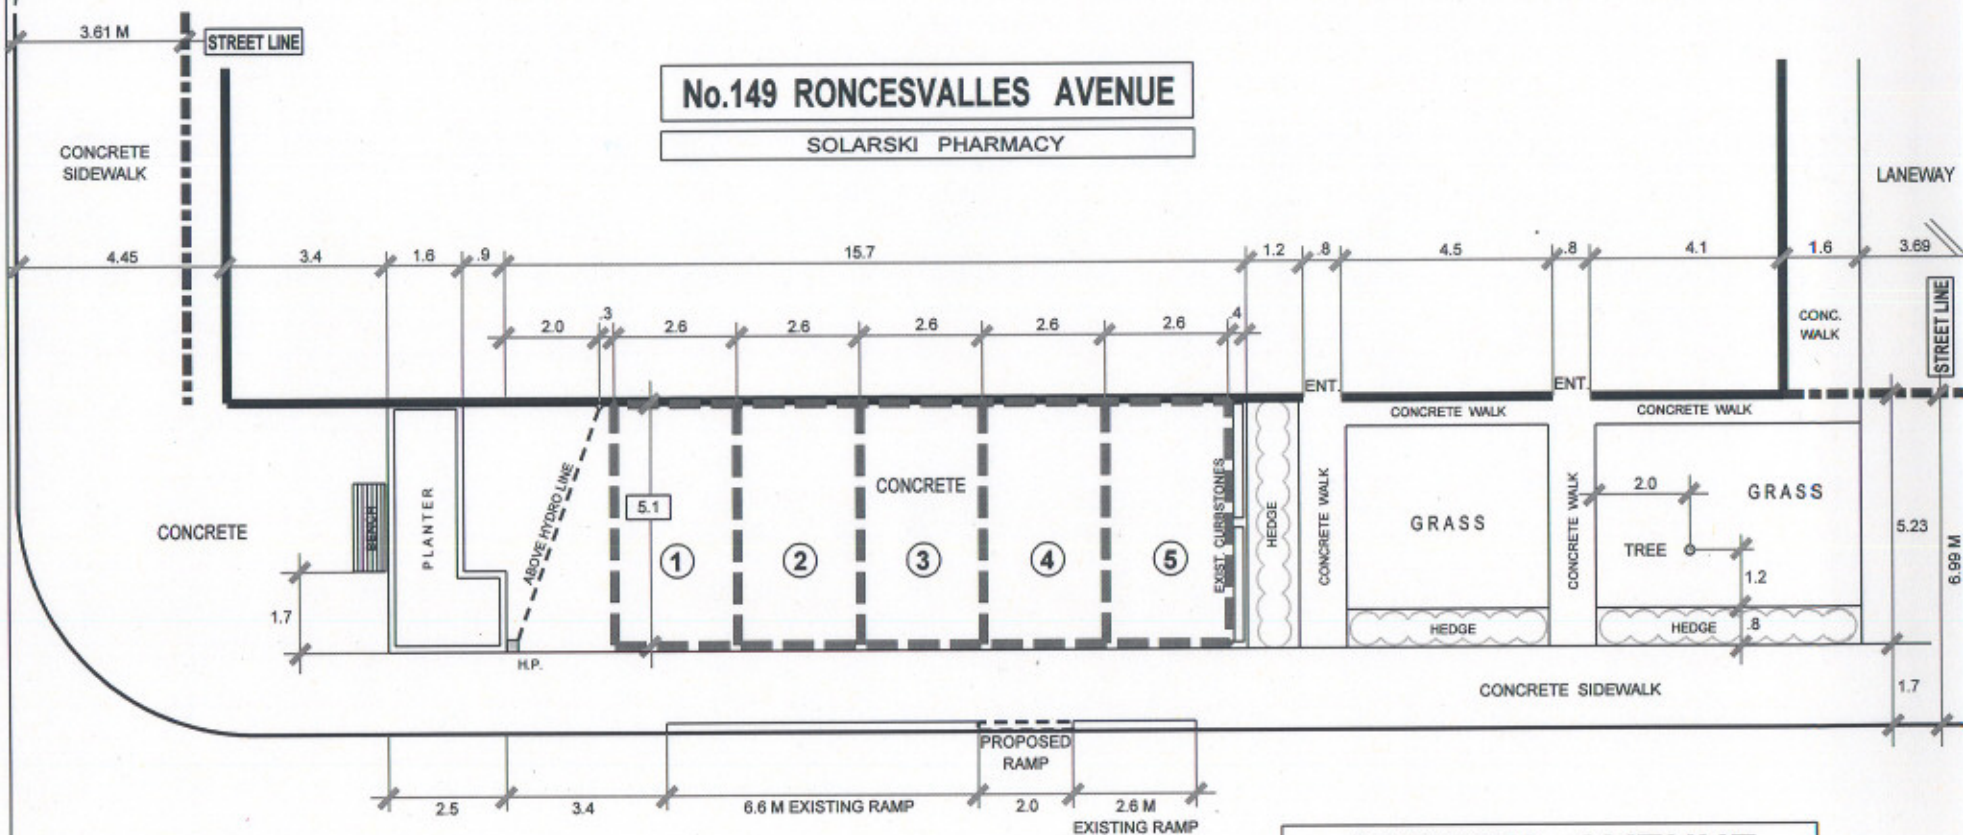 3.61 M
STREET LINE
No.149 RONCESVALLES AVENUE
SOLARSKI PHARMACY
CONCRETE
SIDEWALK
LANEWAY
4.45
3.4
1.6
.9
15.7
1.2
.8
4.5
.8
4.1
1.6
3.69
STREET LINE
2.0
.3
2.6
2.6
2.6
2.6
2.6
.4
CONC.
WALK
ENT.
ENT.
CONCRETE WALK
CONCRETE WALK
CONCRETE
BENCH
PLANTER
ABOVE HYDRO LINE
5.1
CONCRETE
EXIST. CURBSTONES
HEDGE
CONCRETE WALK
GRASS
CONCRETE WALK
2.0
GRASS
TREE
1.2
.8
5.23
6.99 M
1
2
3
4
5
1.7
HEDGE
HEDGE
H.P.
CONCRETE SIDEWALK
1.7
PROPOSED
RAMP
2.5
3.4
6.6 M EXISTING RAMP
2.0
2.6 M
EXISTING RAMP